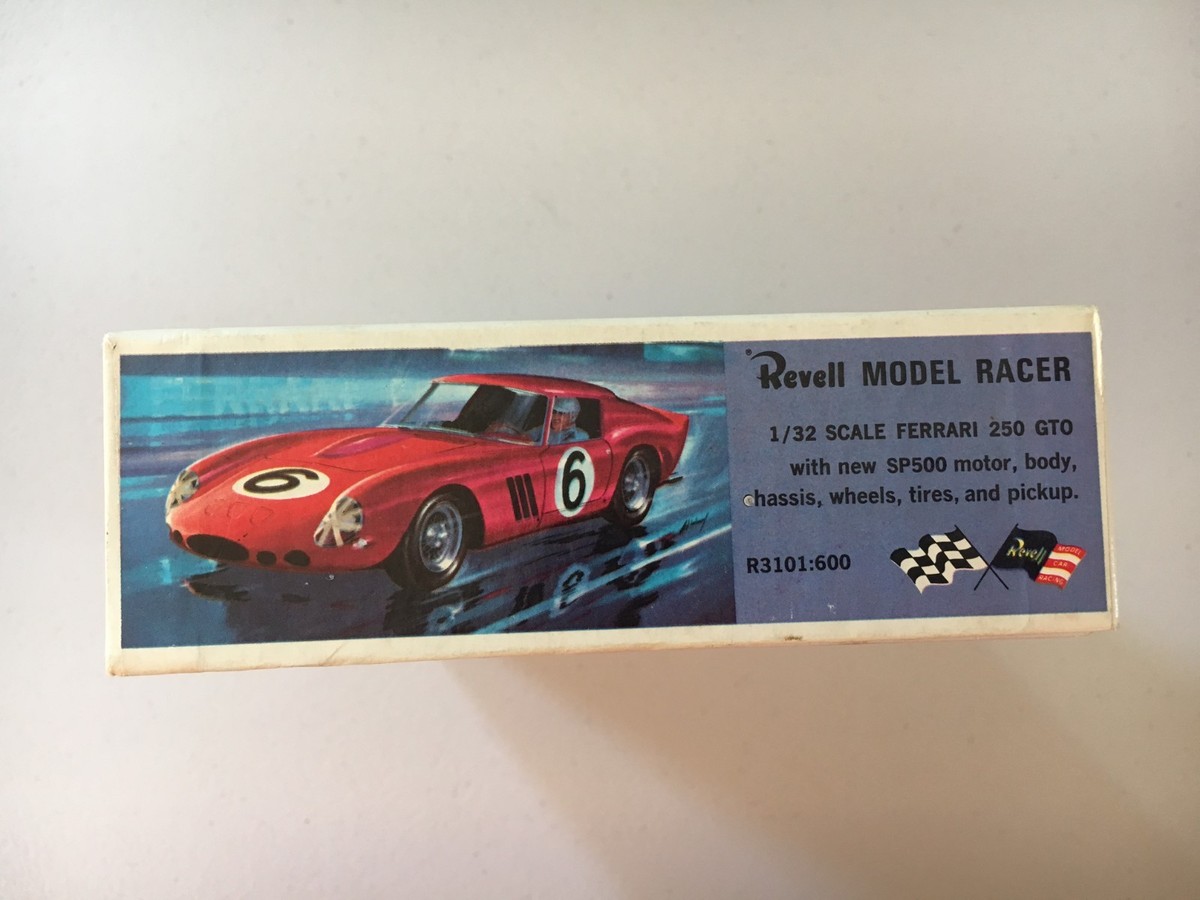 Revell MODEL RACER
1/32 SCALE FERRARI 250 GTO
with new SP500 motor, body,
chassis, wheels, tires, and pickup.
R3101:600
Revell
MODEL
CAR
RACING
6
6